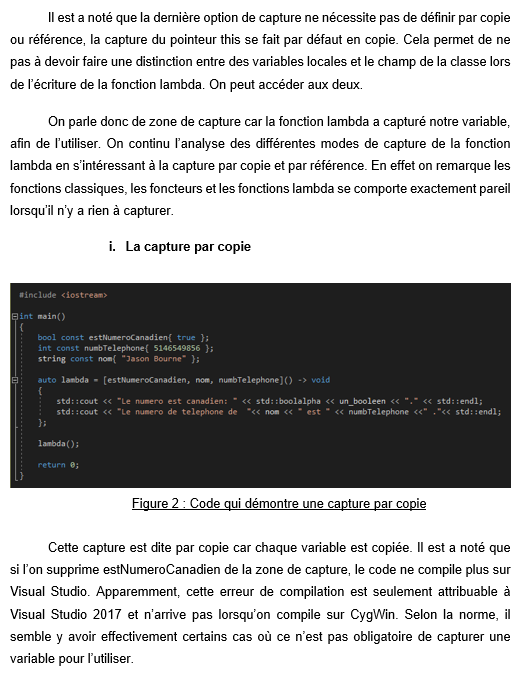 Il est a noté que la dernière option de capture ne nécessite pas de définir par copie
ou référence, la capture du pointeur this se fait par défaut en copie. Cela permet de ne
pas à devoir faire une distinction entre des variables locales et le champ de la classe lors
de l'écriture de la fonction lambda. On peut accéder aux deux.
On parle donc de zone de capture car la fonction lambda a capturé notre variable,
afin de l'utiliser. On continu l'analyse des différentes modes de capture de la fonction
lambda en s'intéressant à la capture par copie et par référence. En effet on remarque les
fonctions classiques, les foncteurs et les fonctions lambda se comporte exactement pareil
lorsqu'il n'y a rien à capturer.
i. La capture par copie
#include <iostream>
int main()
{
bool const estNumeroCanadien{ true };
int const numbTelephone{ 5146549856 };
string const nom{ "Jason Bourne" };
auto lambda = [estNumeroCanadien, nom, numbTelephone]() -> void
{
std::cout << "Le numero est canadien: " << std::boolalpha << un_booleen << "." << std::endl;
std::cout << "Le numero de telephone de  "<< nom << " est " << numbTelephone <<" ."<< std::endl;
};
lambda();
return 0;
}
Figure 2 : Code qui démontre une capture par copie
Cette capture est dite par copie car chaque variable est copiée. Il est a noté que
si l'on supprime estNumeroCanadien de la zone de capture, le code ne compile plus sur
Visual Studio. Apparemment, cette erreur de compilation est seulement attribuable à
Visual Studio 2017 et n'arrive pas lorsqu'on compile sur CygWin. Selon la norme, il
semble y avoir effectivement certains cas où ce n'est pas obligatoire de capturer une
variable pour l'utiliser.